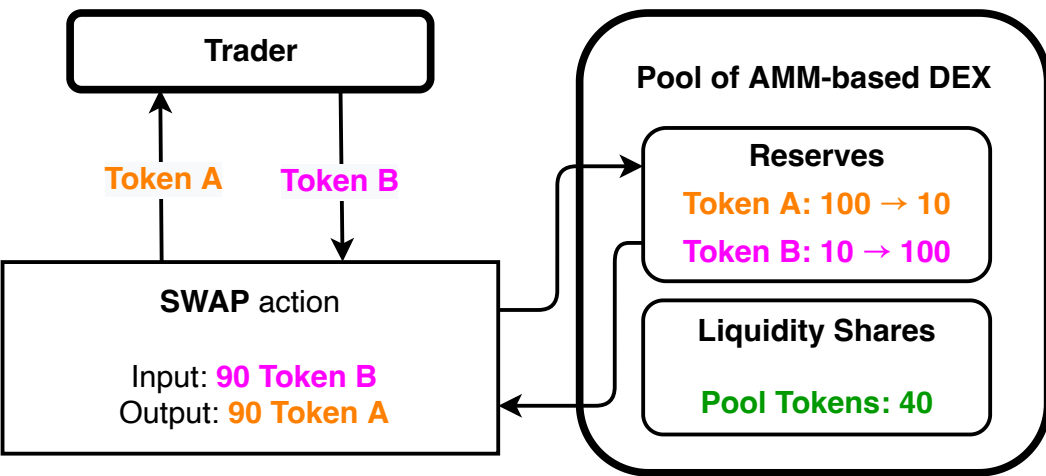 Trader
Token A
Token B
SWAP action
Input: 90 Token B
Output: 90 Token A
Pool of AMM-based DEX
Reserves
Token A: 100 → 10
Token B: 10 → 100
Liquidity Shares
Pool Tokens: 40